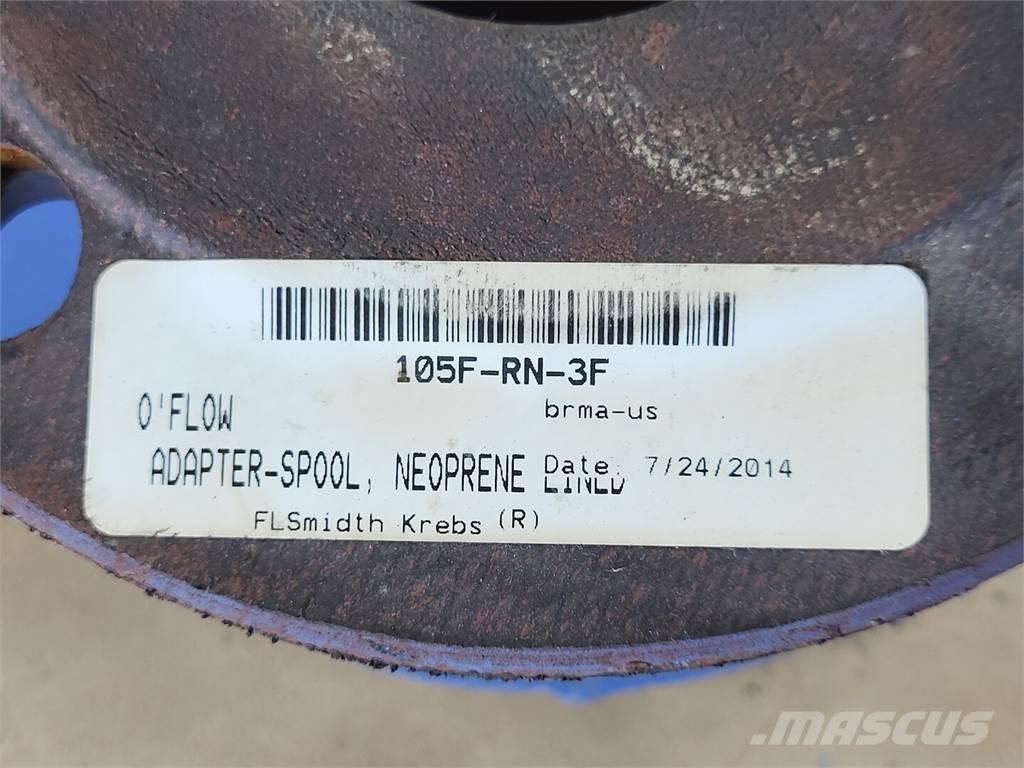 105F-RN-3F
O'FLOW brma-us
ADAPTER-SPOOL, NEOPRENE LINED Date. 7/24/2014
FLSmidth Krebs (R)
MASCUS